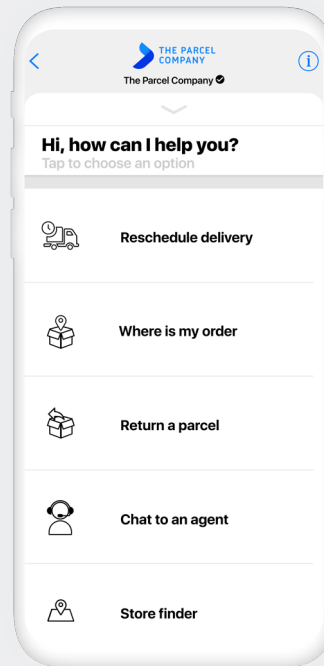 THE PARCEL
COMPANY
The Parcel Company
Hi, how can I help you?
Tap to choose an option
Reschedule delivery
Where is my order
Return a parcel
Chat to an agent
Store finder